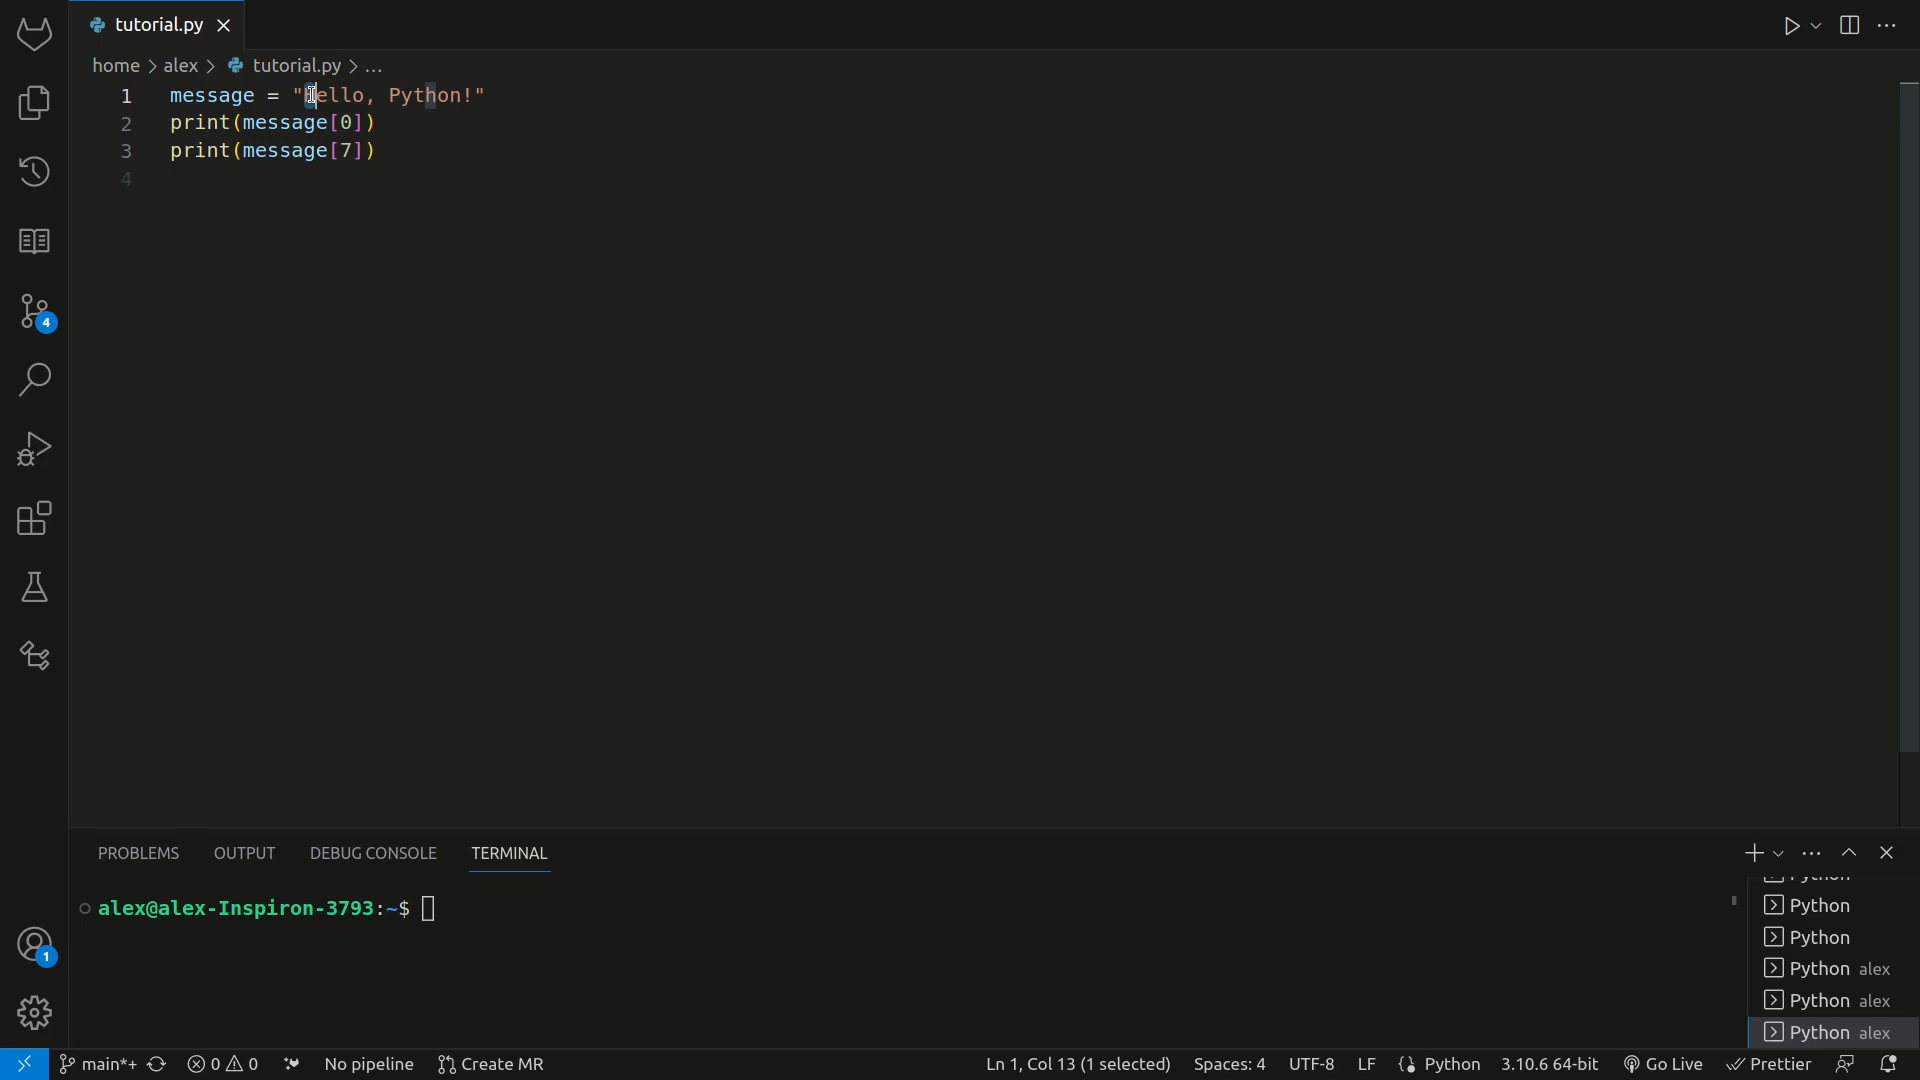 tutorial.py
home > alex > tutorial.py > ...
1 message = "Hello, Python!"
2 print(message[0])
3 print(message[7])
4
4
PROBLEMS OUTPUT DEBUG CONSOLE TERMINAL
alex@alex-Inspiron-3793:~$
Python
Python
Python
Python alex
Python alex
Python alex
1
main*+ 0 0 No pipeline Create MR Ln 1, Col 13 (1 selected) Spaces: 4 UTF-8 LF Python 3.10.6 64-bit Go Live Prettier